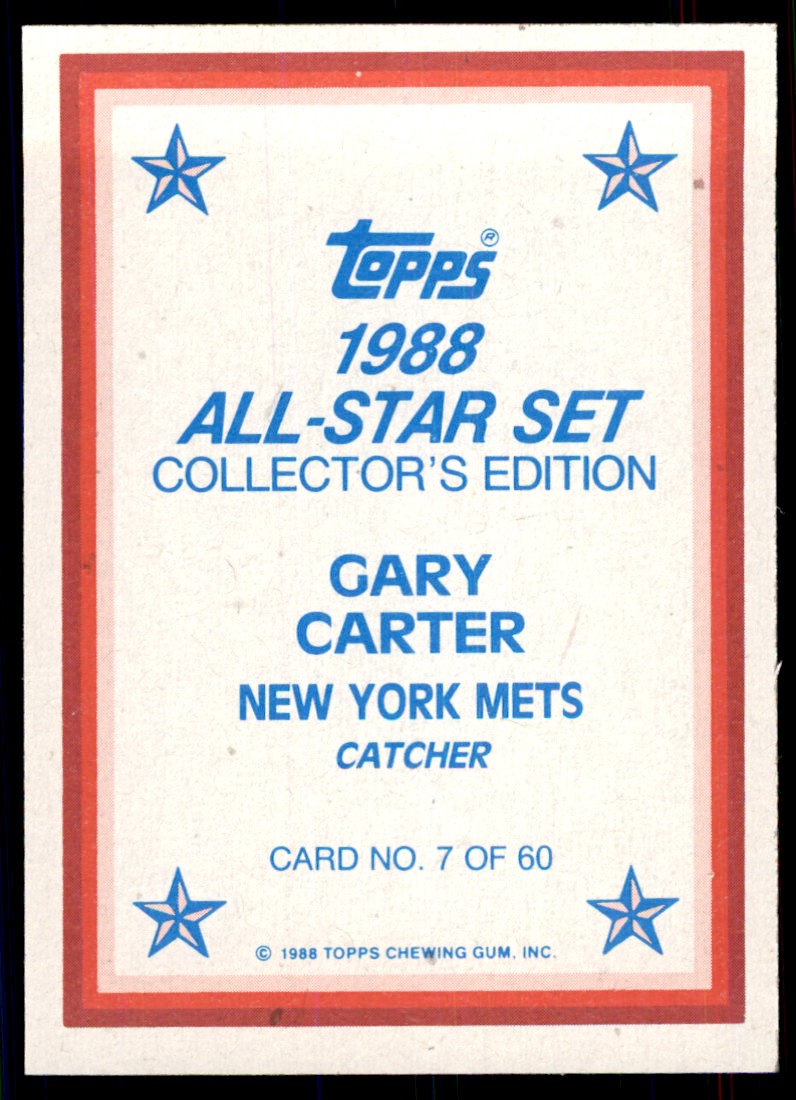 Topps®
1988
ALL-STAR SET
COLLECTOR'S EDITION
GARY
CARTER
NEW YORK METS
CATCHER
CARD NO. 7 OF 60
© 1988 TOPPS CHEWING GUM, INC.